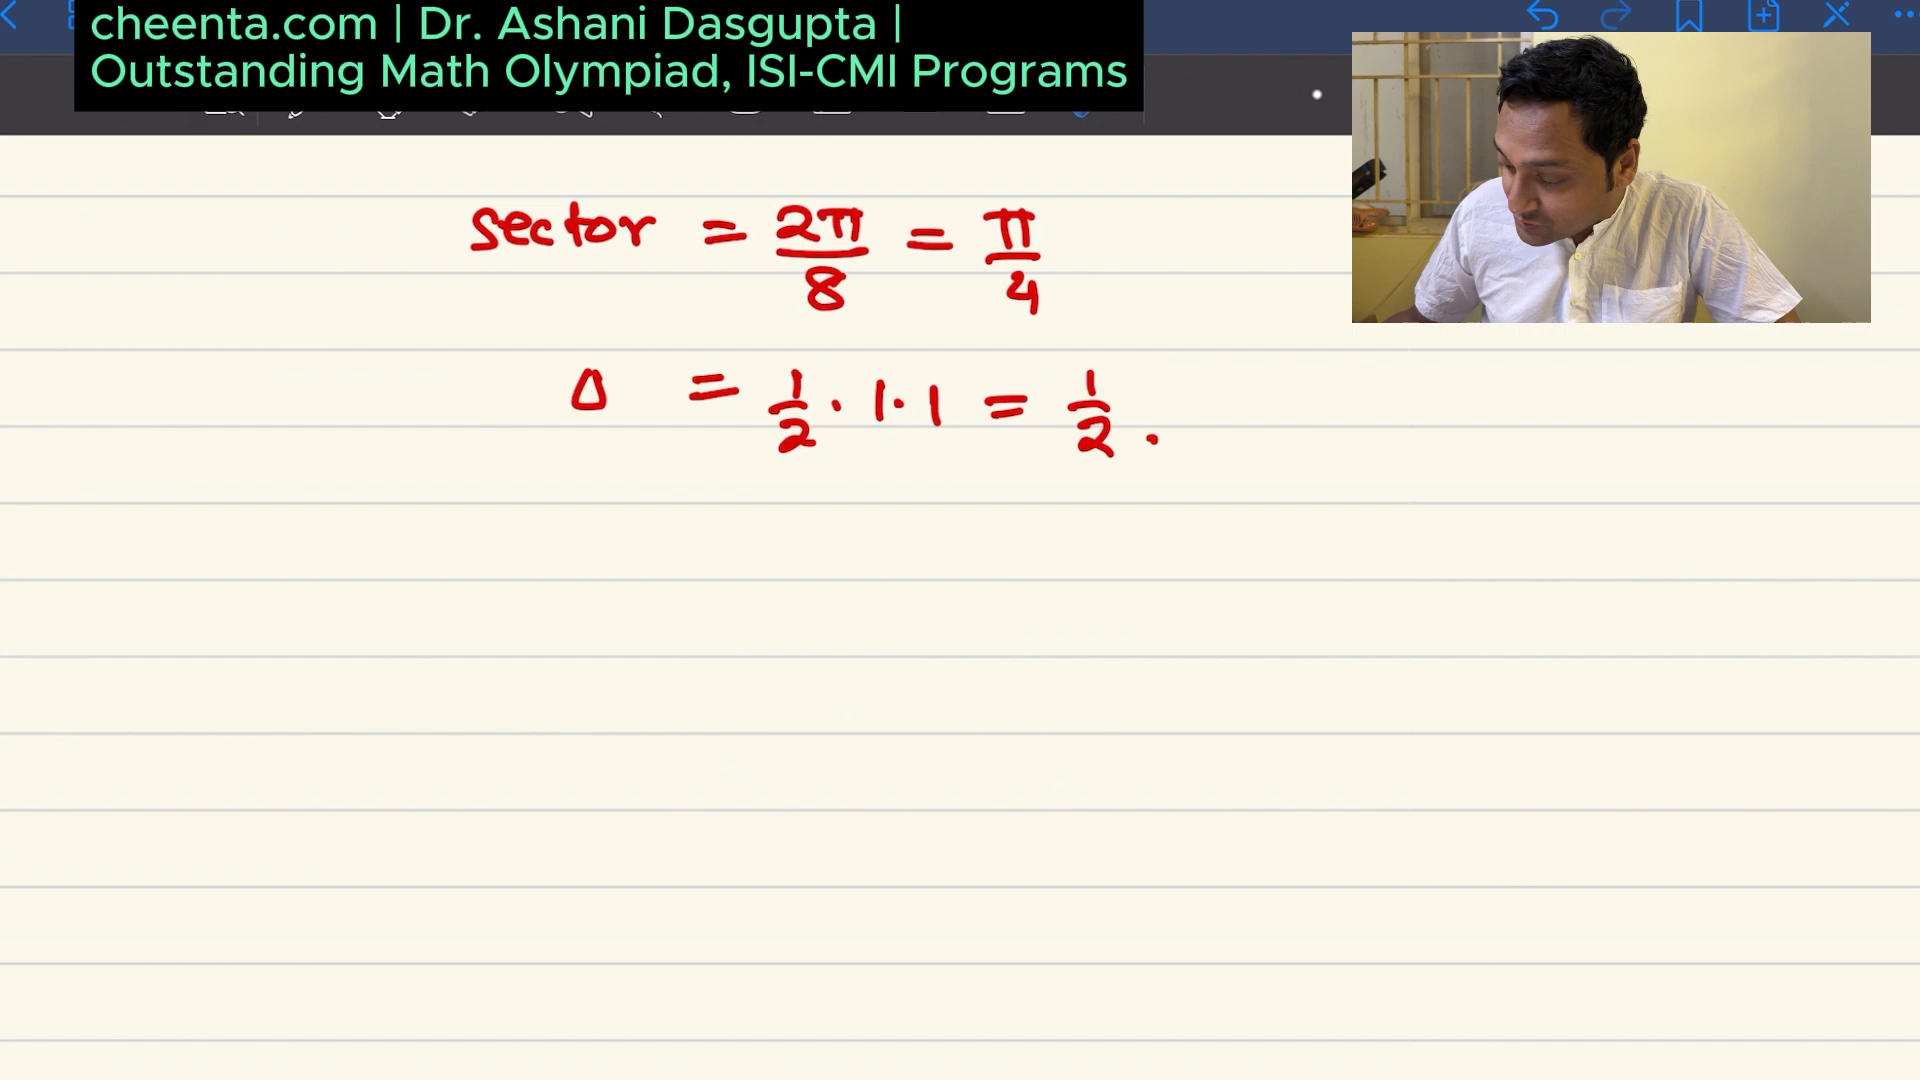 cheenta.com | Dr. Ashani Dasgupta |
Outstanding Math Olympiad, ISI-CMI Programs
sector = 2π/8 = π/4
Δ = 1/2 · 1 · 1 = 1/2 .